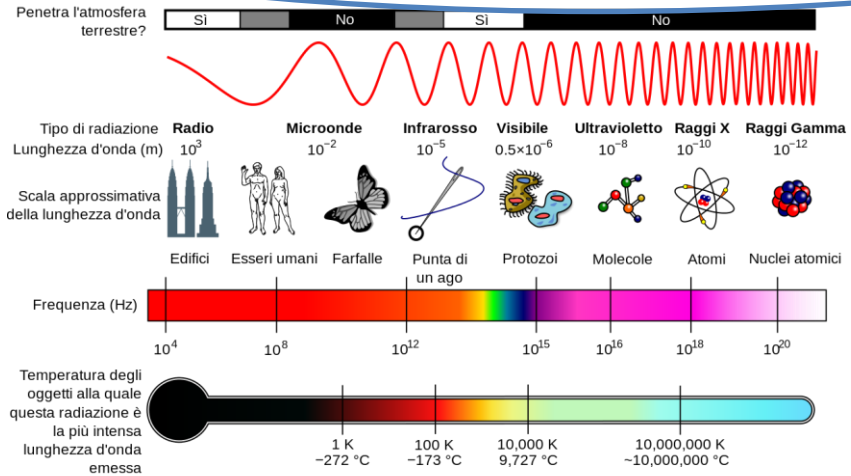 Penetra l'atmosfera
terrestre?
Sì No Sì No
Tipo di radiazione Radio Microonde Infrarosso Visibile Ultravioletto Raggi X Raggi Gamma
Lunghezza d'onda (m) 10³ 10⁻² 10⁻⁵ 0.5×10⁻⁶ 10⁻⁸ 10⁻¹⁰ 10⁻¹²
Scala approssimativa
della lunghezza d'onda
Edifici Esseri umani Farfalle Punta di Protozoi Molecole Atomi Nuclei atomici
un ago
Frequenza (Hz)
10⁴ 10⁸ 10¹² 10¹⁵ 10¹⁶ 10¹⁸ 10²⁰
Temperatura degli
oggetti alla quale
questa radiazione è
la più intensa
lunghezza d'onda
emessa
1 K 100 K 10,000 K 10,000,000 K
−272 °C −173 °C 9,727 °C ~10,000,000 °C